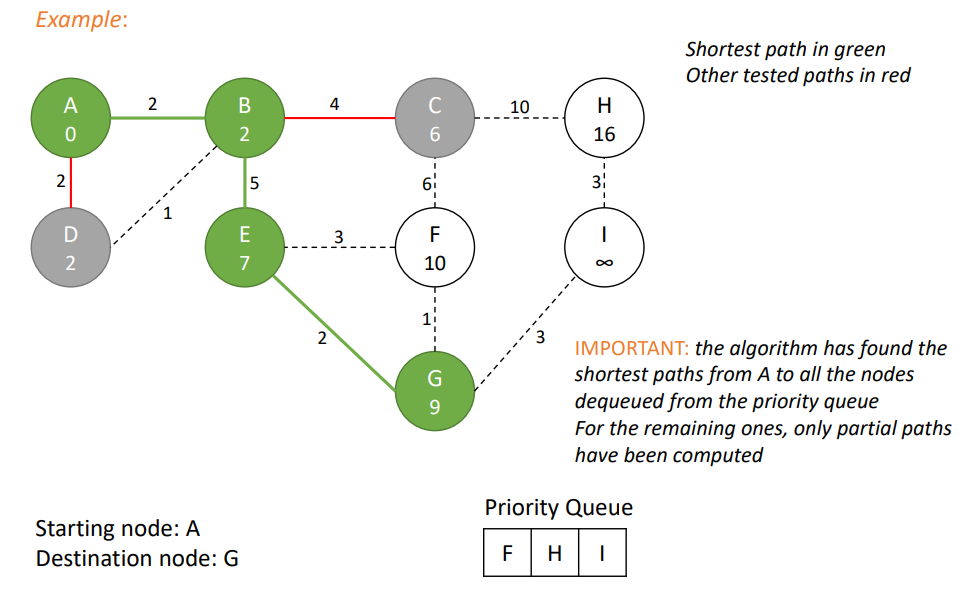 Example:
Shortest path in green
Other tested paths in red
A
0
2
B
2
4
C
6
10
H
16
2
1
5
6
3
D
2
E
7
3
F
10
I
∞
2
1
3
G
9
IMPORTANT: the algorithm has found the
shortest paths from A to all the nodes
dequeued from the priority queue
For the remaining ones, only partial paths
have been computed
Starting node: A
Destination node: G
Priority Queue
F H I